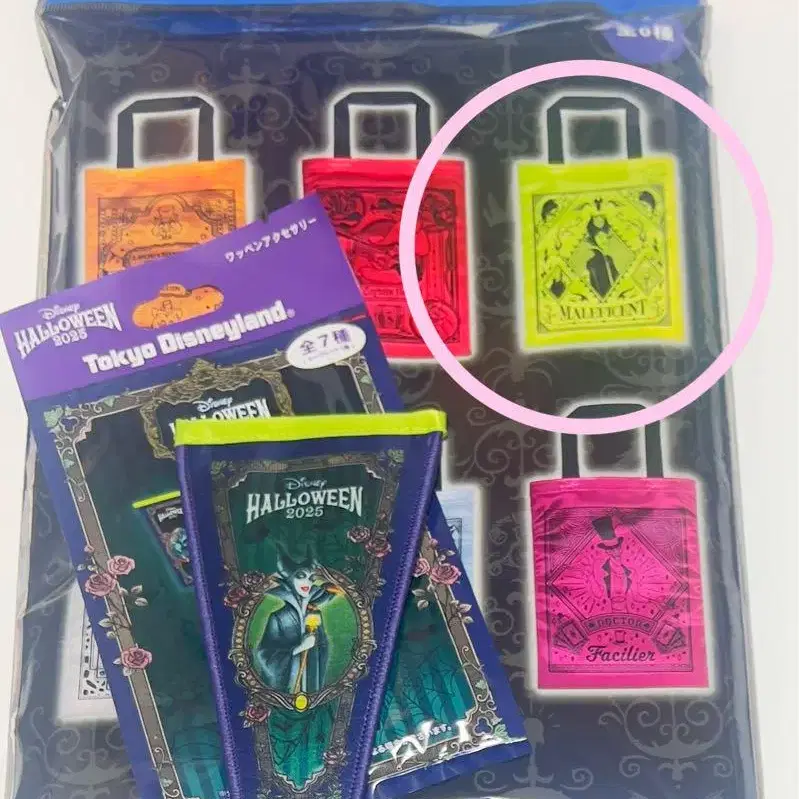 全6種
MALEFICENT
ワッペンアクセサリー
Disney
HALLOWEEN
2025
Tokyo Disneyland®
全7種
Disney
HALLOWEEN
Disney
HALLOWEEN
2025
DOCTOR
Facilier